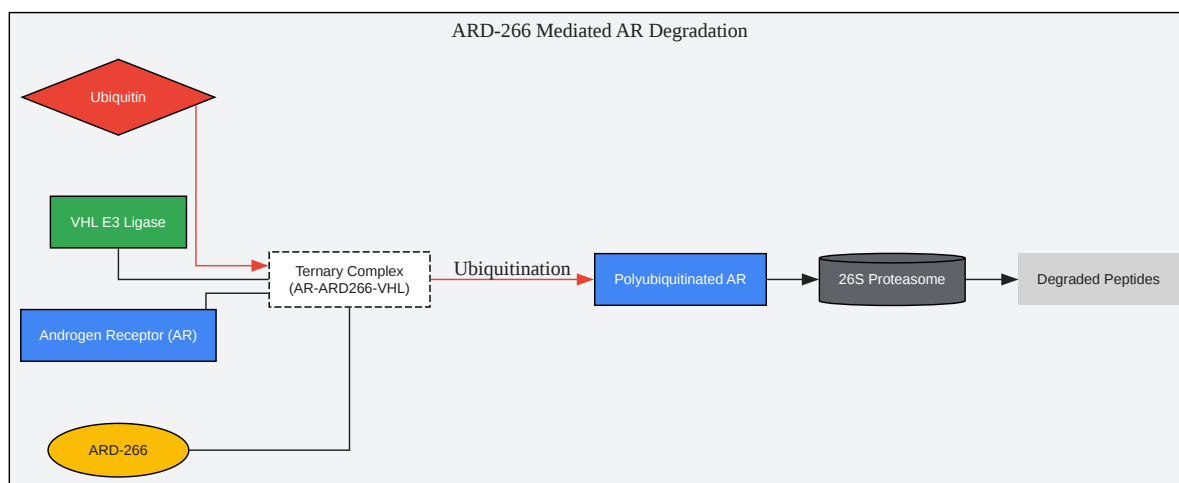 ARD-266 Mediated AR Degradation
Ubiquitin
VHL E3 Ligase
Androgen Receptor (AR)
ARD-266
Ternary Complex
(AR-ARD266-VHL)
Ubiquitination
Polyubiquitinated AR
26S Proteasome
Degraded Peptides